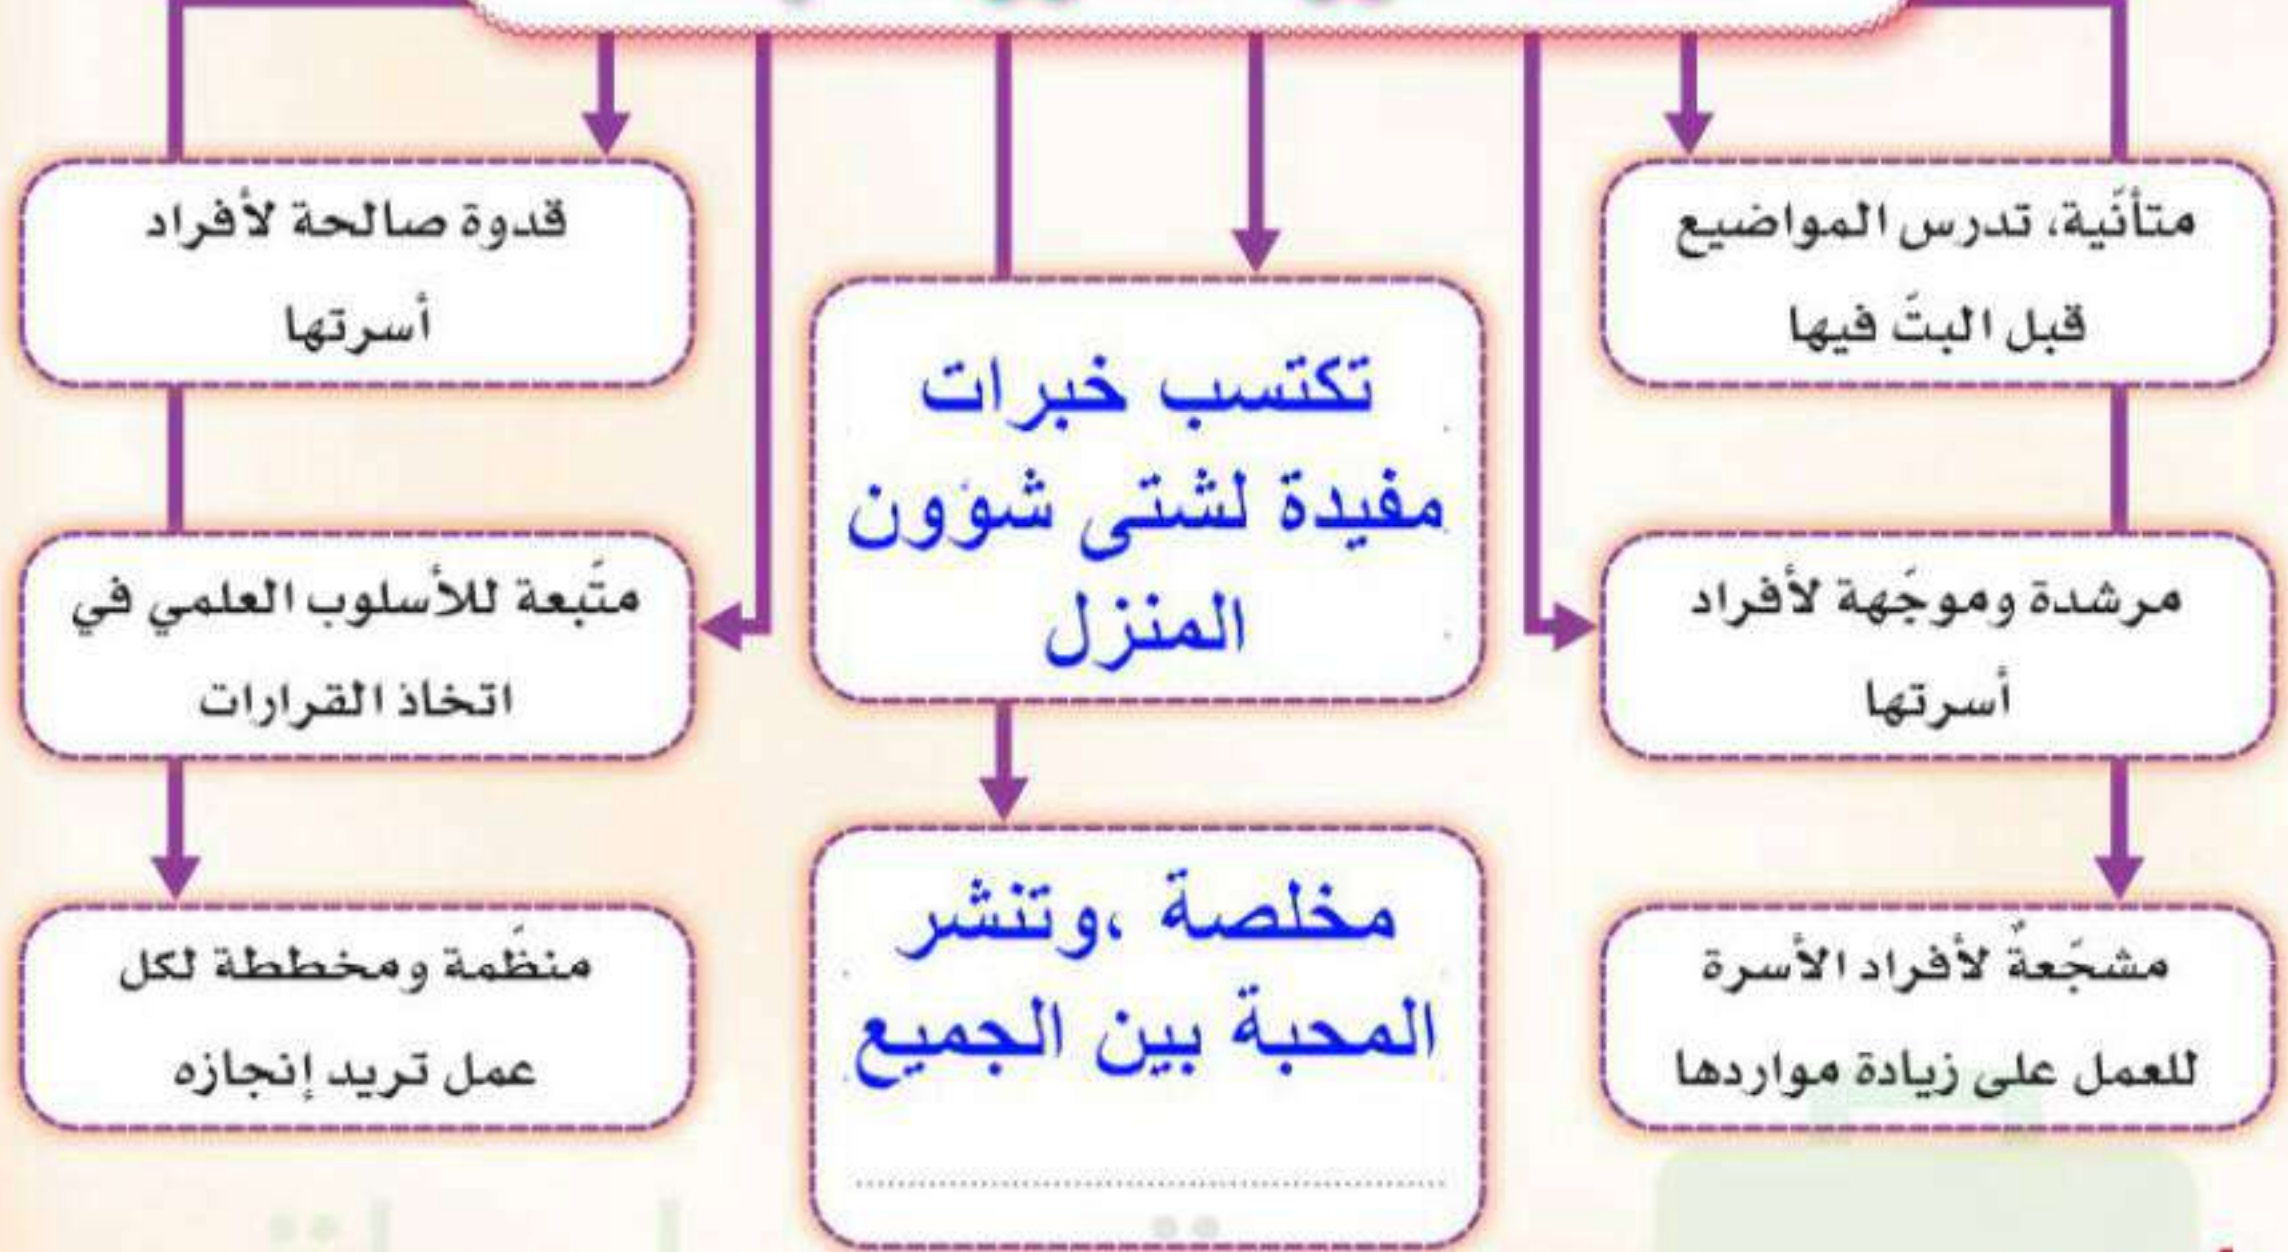 متأنّية، تدرس المواضيع
قبل البتّ فيها
قدوة صالحة لأفراد
أسرتها
تكتسب خبرات
مفيدة لشتى شؤون
المنزل
مرشدة وموجّهة لأفراد
أسرتها
متّبعة للأسلوب العلمي في
اتخاذ القرارات
مخلصة ،وتنشر
المحبة بين الجميع
مشجّعةٌ لأفراد الأسرة
للعمل على زيادة مواردها
منظّمة ومخططة لكل
عمل تريد إنجازه